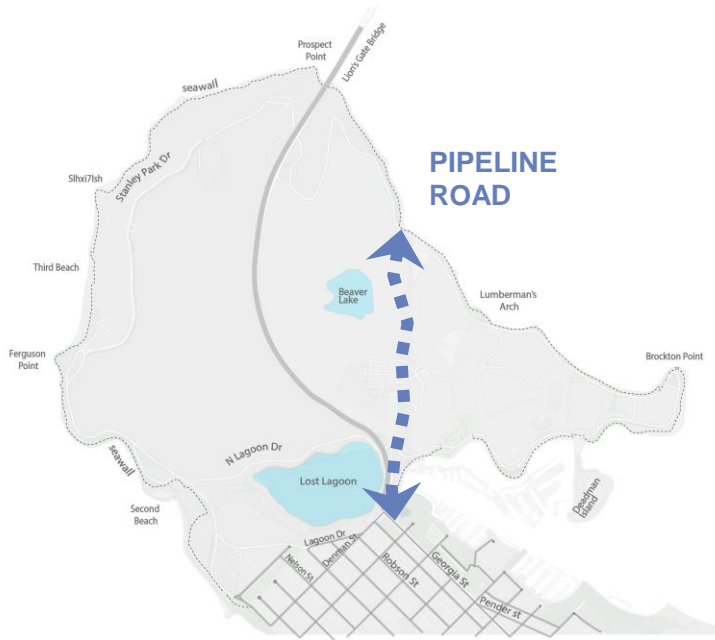 Prospect
Point
Lion's Gate Bridge
seawall
PIPELINE
ROAD
Slhxi7lsh
Stanley Park Dr
Third Beach
Beaver
Lake
Lumberman's
Arch
Ferguson
Point
Brockton Point
N Lagoon Dr
seawall
Lost Lagoon
Second
Beach
Deadman
Island
Lagoon Dr
Denman St
Nelson St
Robson St
Georgia St
Pender st